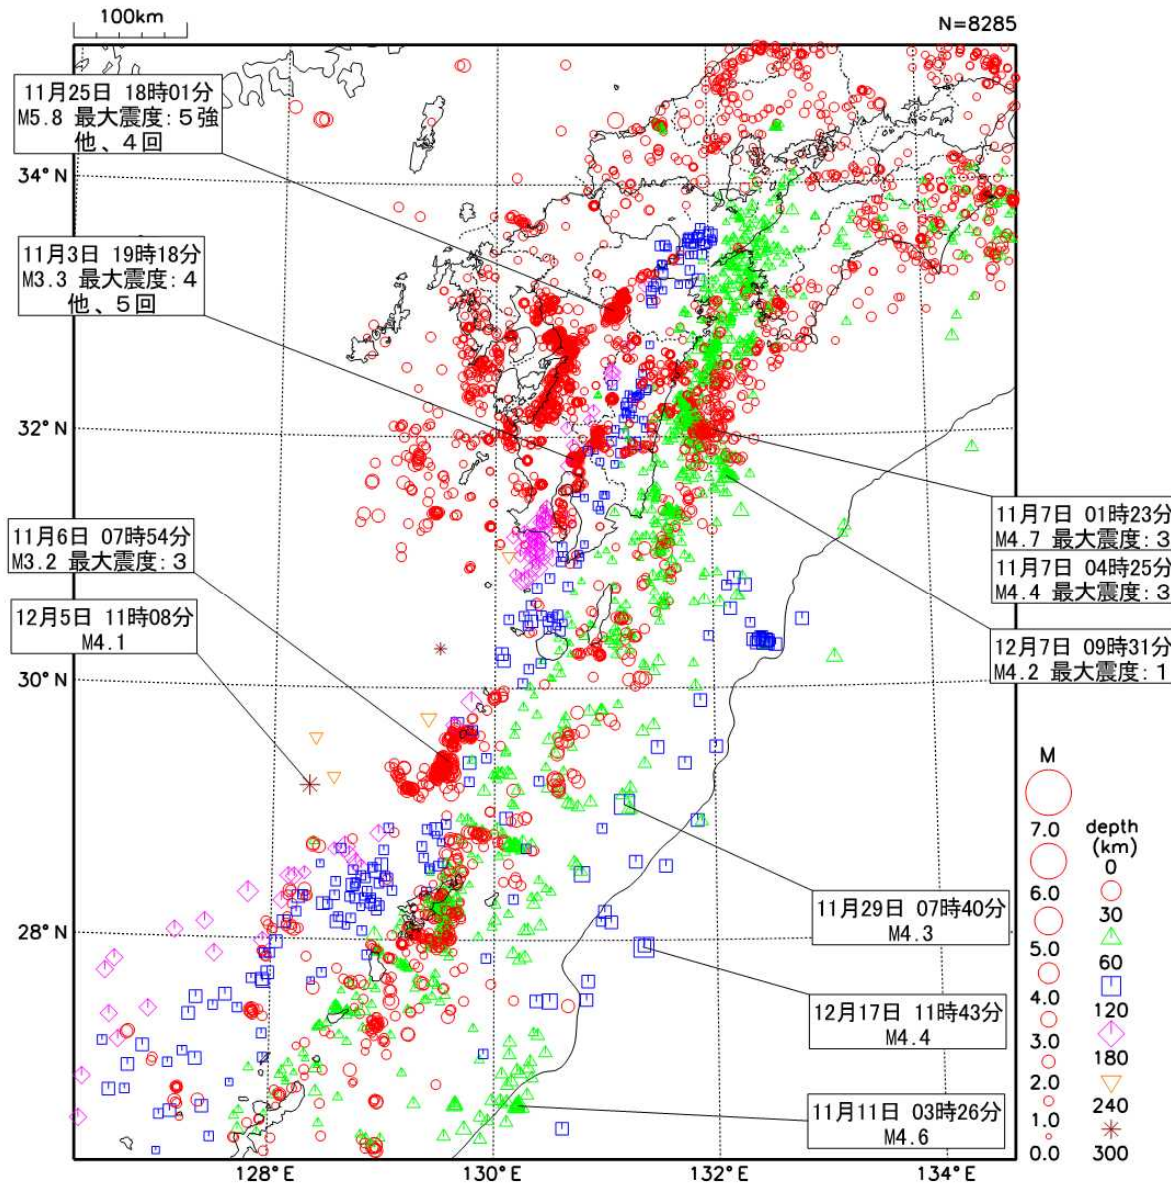 100km
N=8285
11月25日 18時01分
M5.8 最大震度:5強
他、4回
34°N
11月3日 19時18分
M3.3 最大震度:4
他、5回
32°N
11月7日 01時23分
M4.7 最大震度:3
11月7日 04時25分
M4.4 最大震度:3
11月6日 07時54分
M3.2 最大震度:3
12月5日 11時08分
M4.1
12月7日 09時31分
M4.2 最大震度:1
30°N
11月29日 07時40分
M4.3
28°N
12月17日 11時43分
M4.4
11月11日 03時26分
M4.6
M
7.0
6.0
5.0
4.0
3.0
2.0
1.0
0.0
depth
(km)
0
30
60
120
180
240
300
128°E
130°E
132°E
134°E